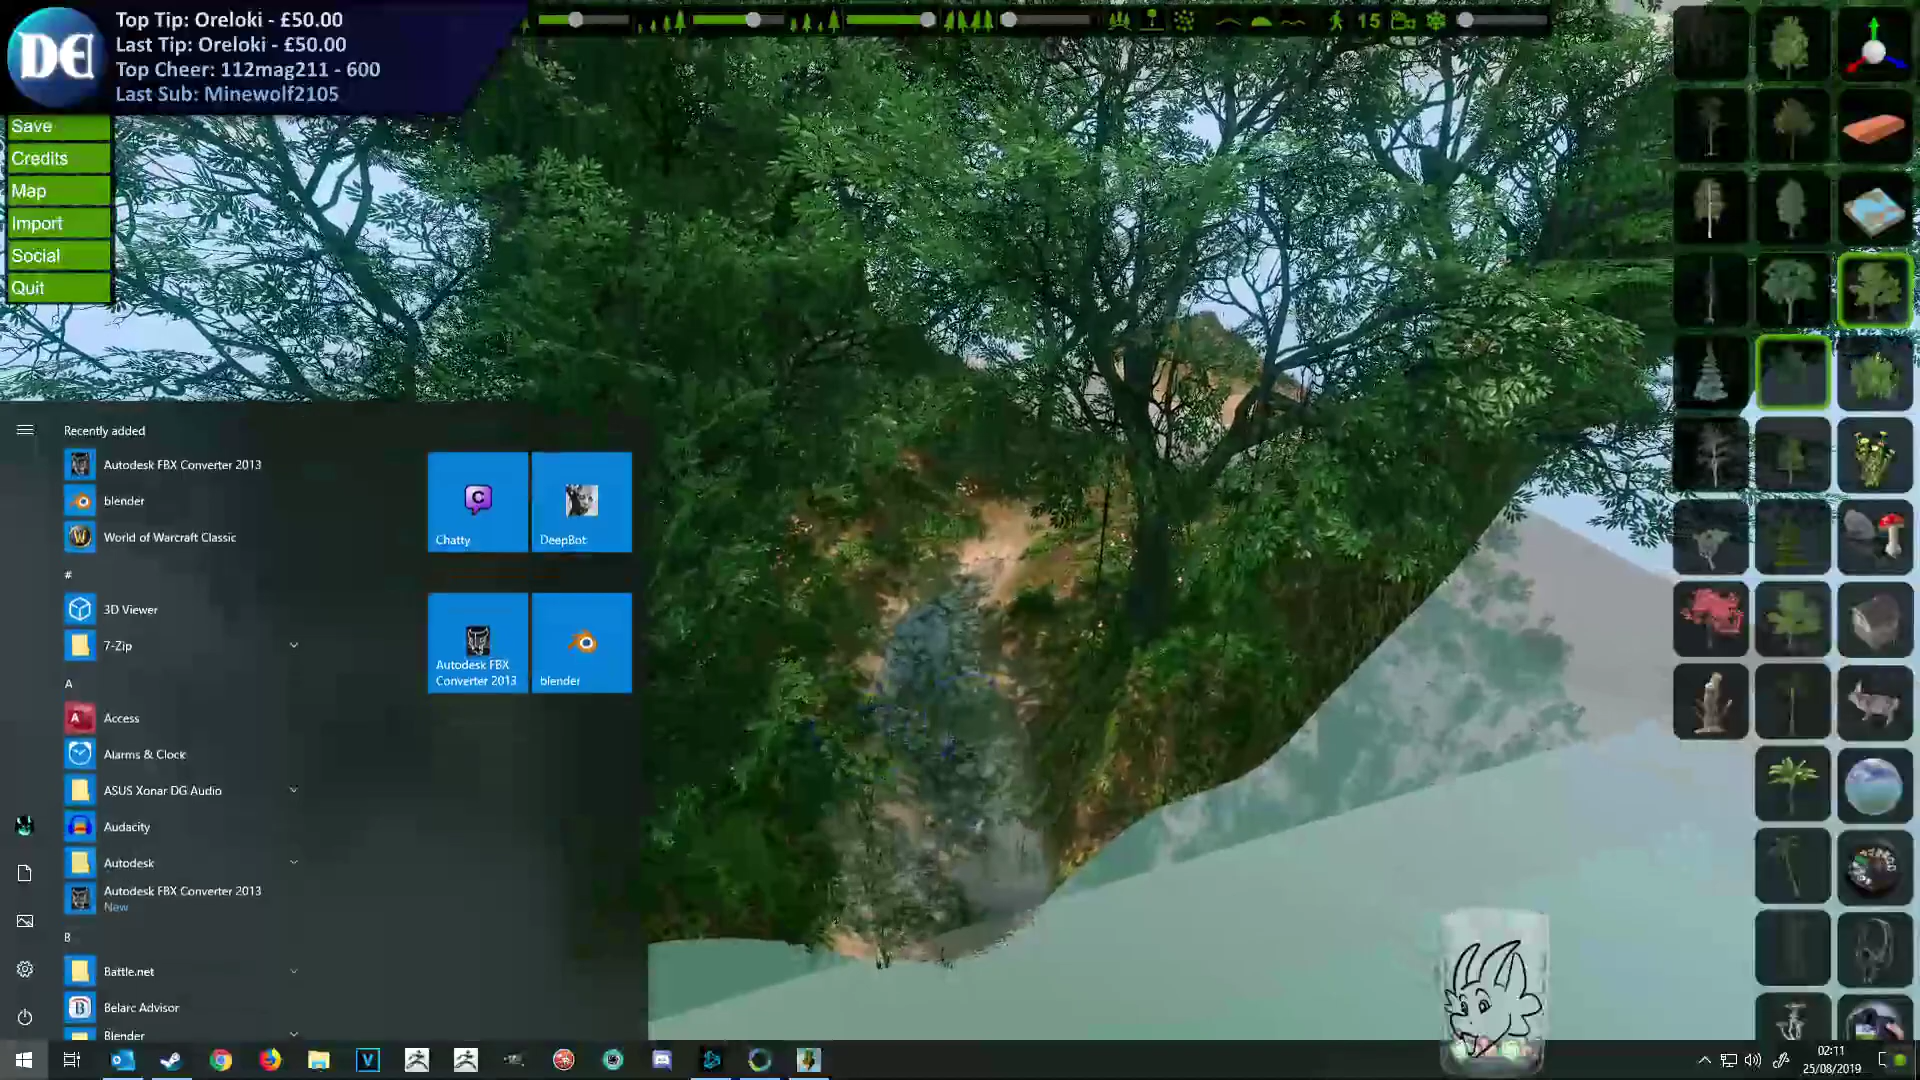 DE
Top Tip: Oreloki - £50.00
Last Tip: Oreloki - £50.00
Top Cheer: 112mag211 - 600
Last Sub: Minewolf2105
15
Save
Credits
Map
Import
Social
Quit
Recently added
Autodesk FBX Converter 2013
blender
World of Warcraft Classic
#
3D Viewer
7-Zip
A
Access
Alarms & Clock
ASUS Xonar DG Audio
Audacity
Autodesk
Autodesk FBX Converter 2013
New
B
Battle.net
Belarc Advisor
Blender
Chatty
DeepBot
Autodesk FBX
Converter 2013
blender
02:11
25/08/2019